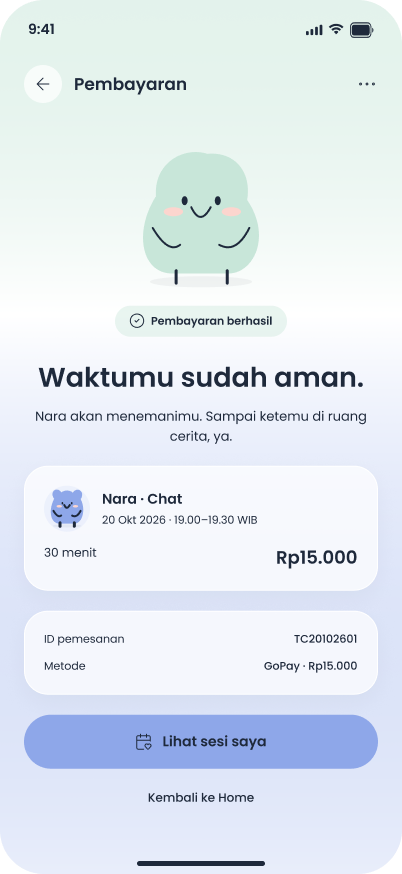 9:41
Pembayaran
Pembayaran berhasil
Waktumu sudah aman.
Nara akan menemanimu. Sampai ketemu di ruang
cerita, ya.
Nara · Chat
20 Okt 2026 · 19.00–19.30 WIB
30 menit
Rp15.000
ID pemesanan
TC20102601
Metode
GoPay · Rp15.000
Lihat sesi saya
Kembali ke Home